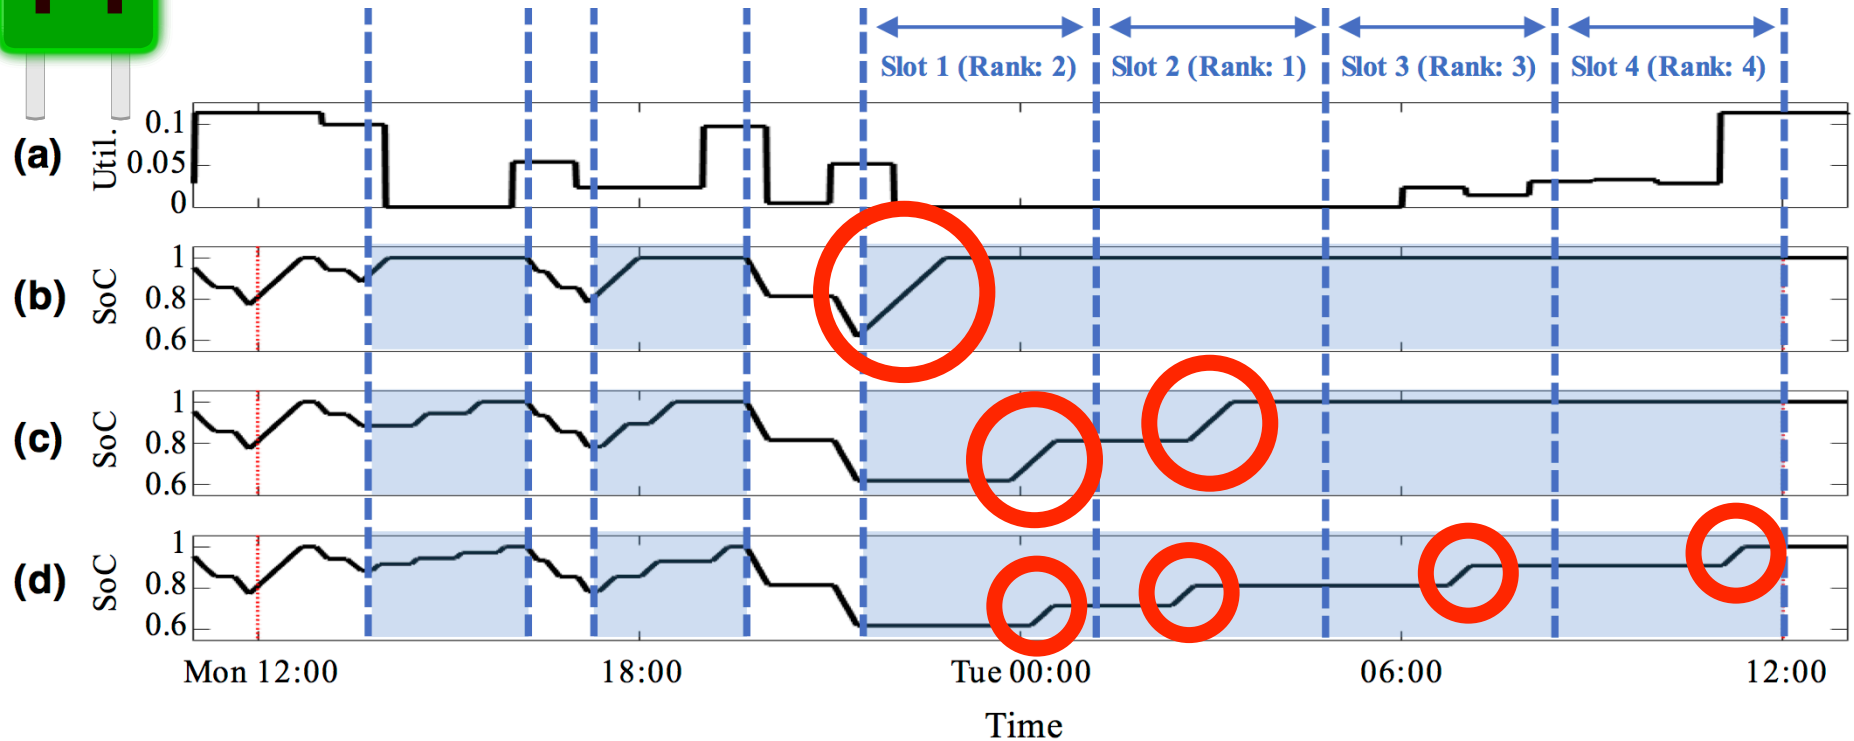 Slot 1 (Rank: 2) Slot 2 (Rank: 1) Slot 3 (Rank: 3) Slot 4 (Rank: 4)
(a)
Util.
0.1
0.05
0
(b)
SoC
1
0.8
0.6
(c)
SoC
1
0.8
0.6
(d)
SoC
1
0.8
0.6
Mon 12:00 18:00 Tue 00:00 06:00 12:00
Time